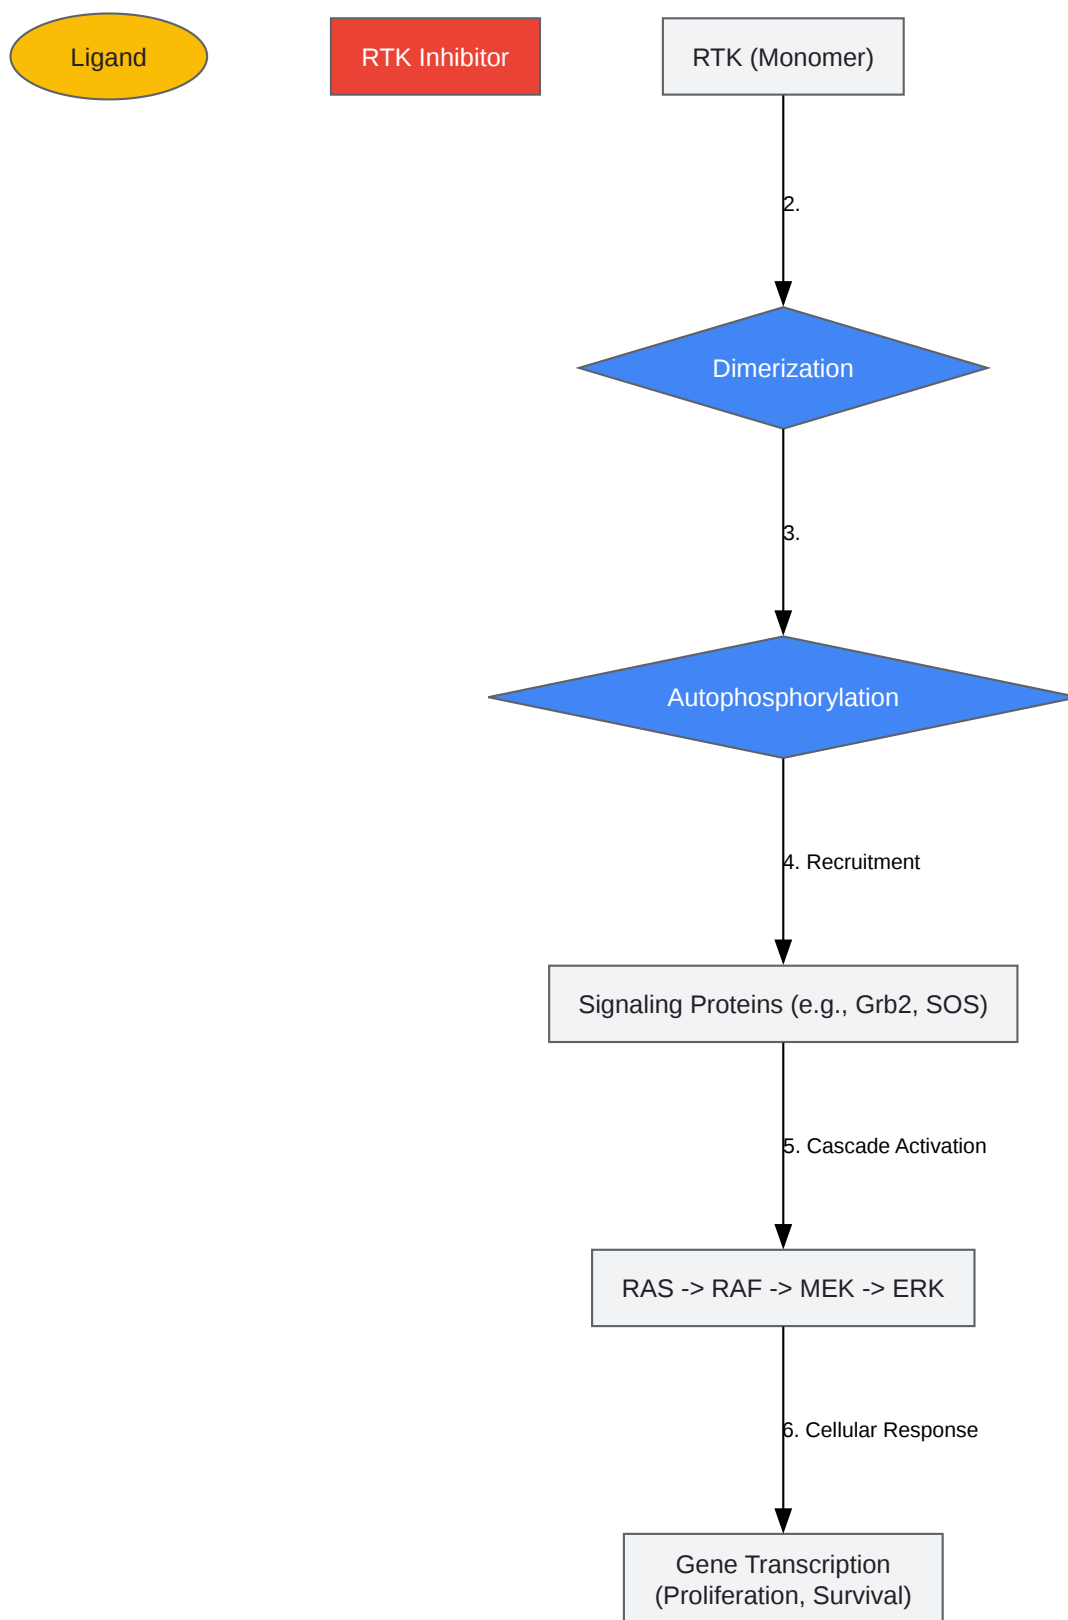 Ligand
RTK Inhibitor
RTK (Monomer)
2.
Dimerization
3.
Autophosphorylation
4. Recruitment
Signaling Proteins (e.g., Grb2, SOS)
5. Cascade Activation
RAS -> RAF -> MEK -> ERK
6. Cellular Response
Gene Transcription
(Proliferation, Survival)